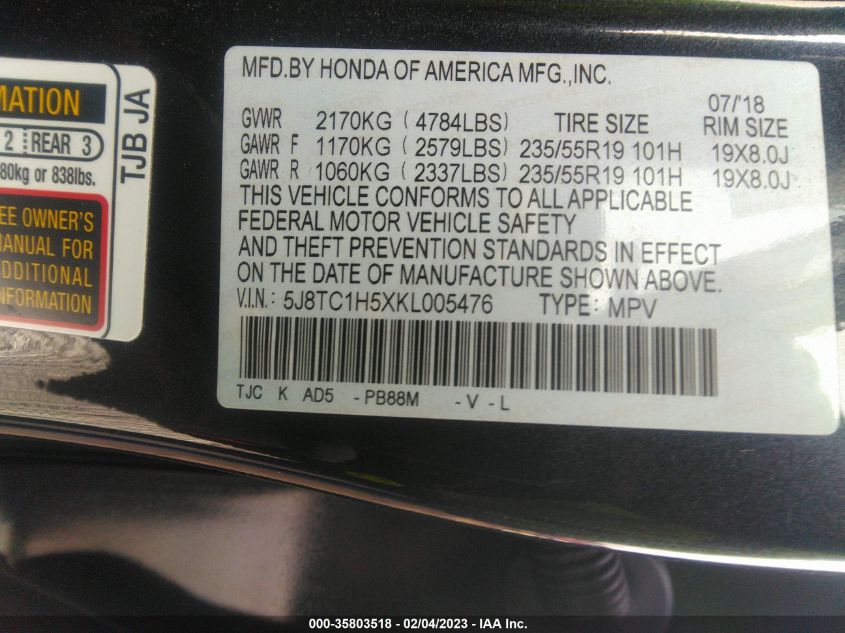 MATION
2 REAR 3
80kg or 838lbs.
EE OWNER'S
MANUAL FOR
ADDITIONAL
INFORMATION
TJB JA
MFD.BY HONDA OF AMERICA MFG.,INC.
07/'18
GVWR 2170KG ( 4784LBS) TIRE SIZE RIM SIZE
GAWR F 1170KG ( 2579LBS) 235/55R19 101H 19X8.0J
GAWR R 1060KG ( 2337LBS) 235/55R19 101H 19X8.0J
THIS VEHICLE CONFORMS TO ALL APPLICABLE
FEDERAL MOTOR VEHICLE SAFETY
AND THEFT PREVENTION STANDARDS IN EFFECT
ON THE DATE OF MANUFACTURE SHOWN ABOVE.
V.I.N.: 5J8TC1H5XKL005476 TYPE: MPV
TJC K AD5 -PB88M -V-L
000-35803518 - 02/04/2023 - IAA Inc.